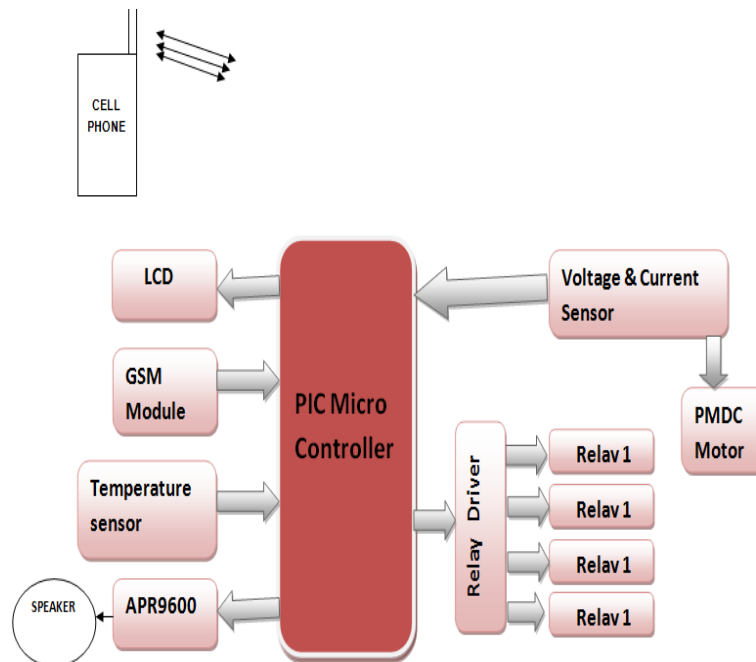 CELL
PHONE
LCD
GSM
Module
Temperature
sensor
SPEAKER
APR9600
PIC Micro
Controller
Voltage & Current
Sensor
PMDC
Motor
Relay Driver
Relav 1
Relav 1
Relav 1
Relav 1